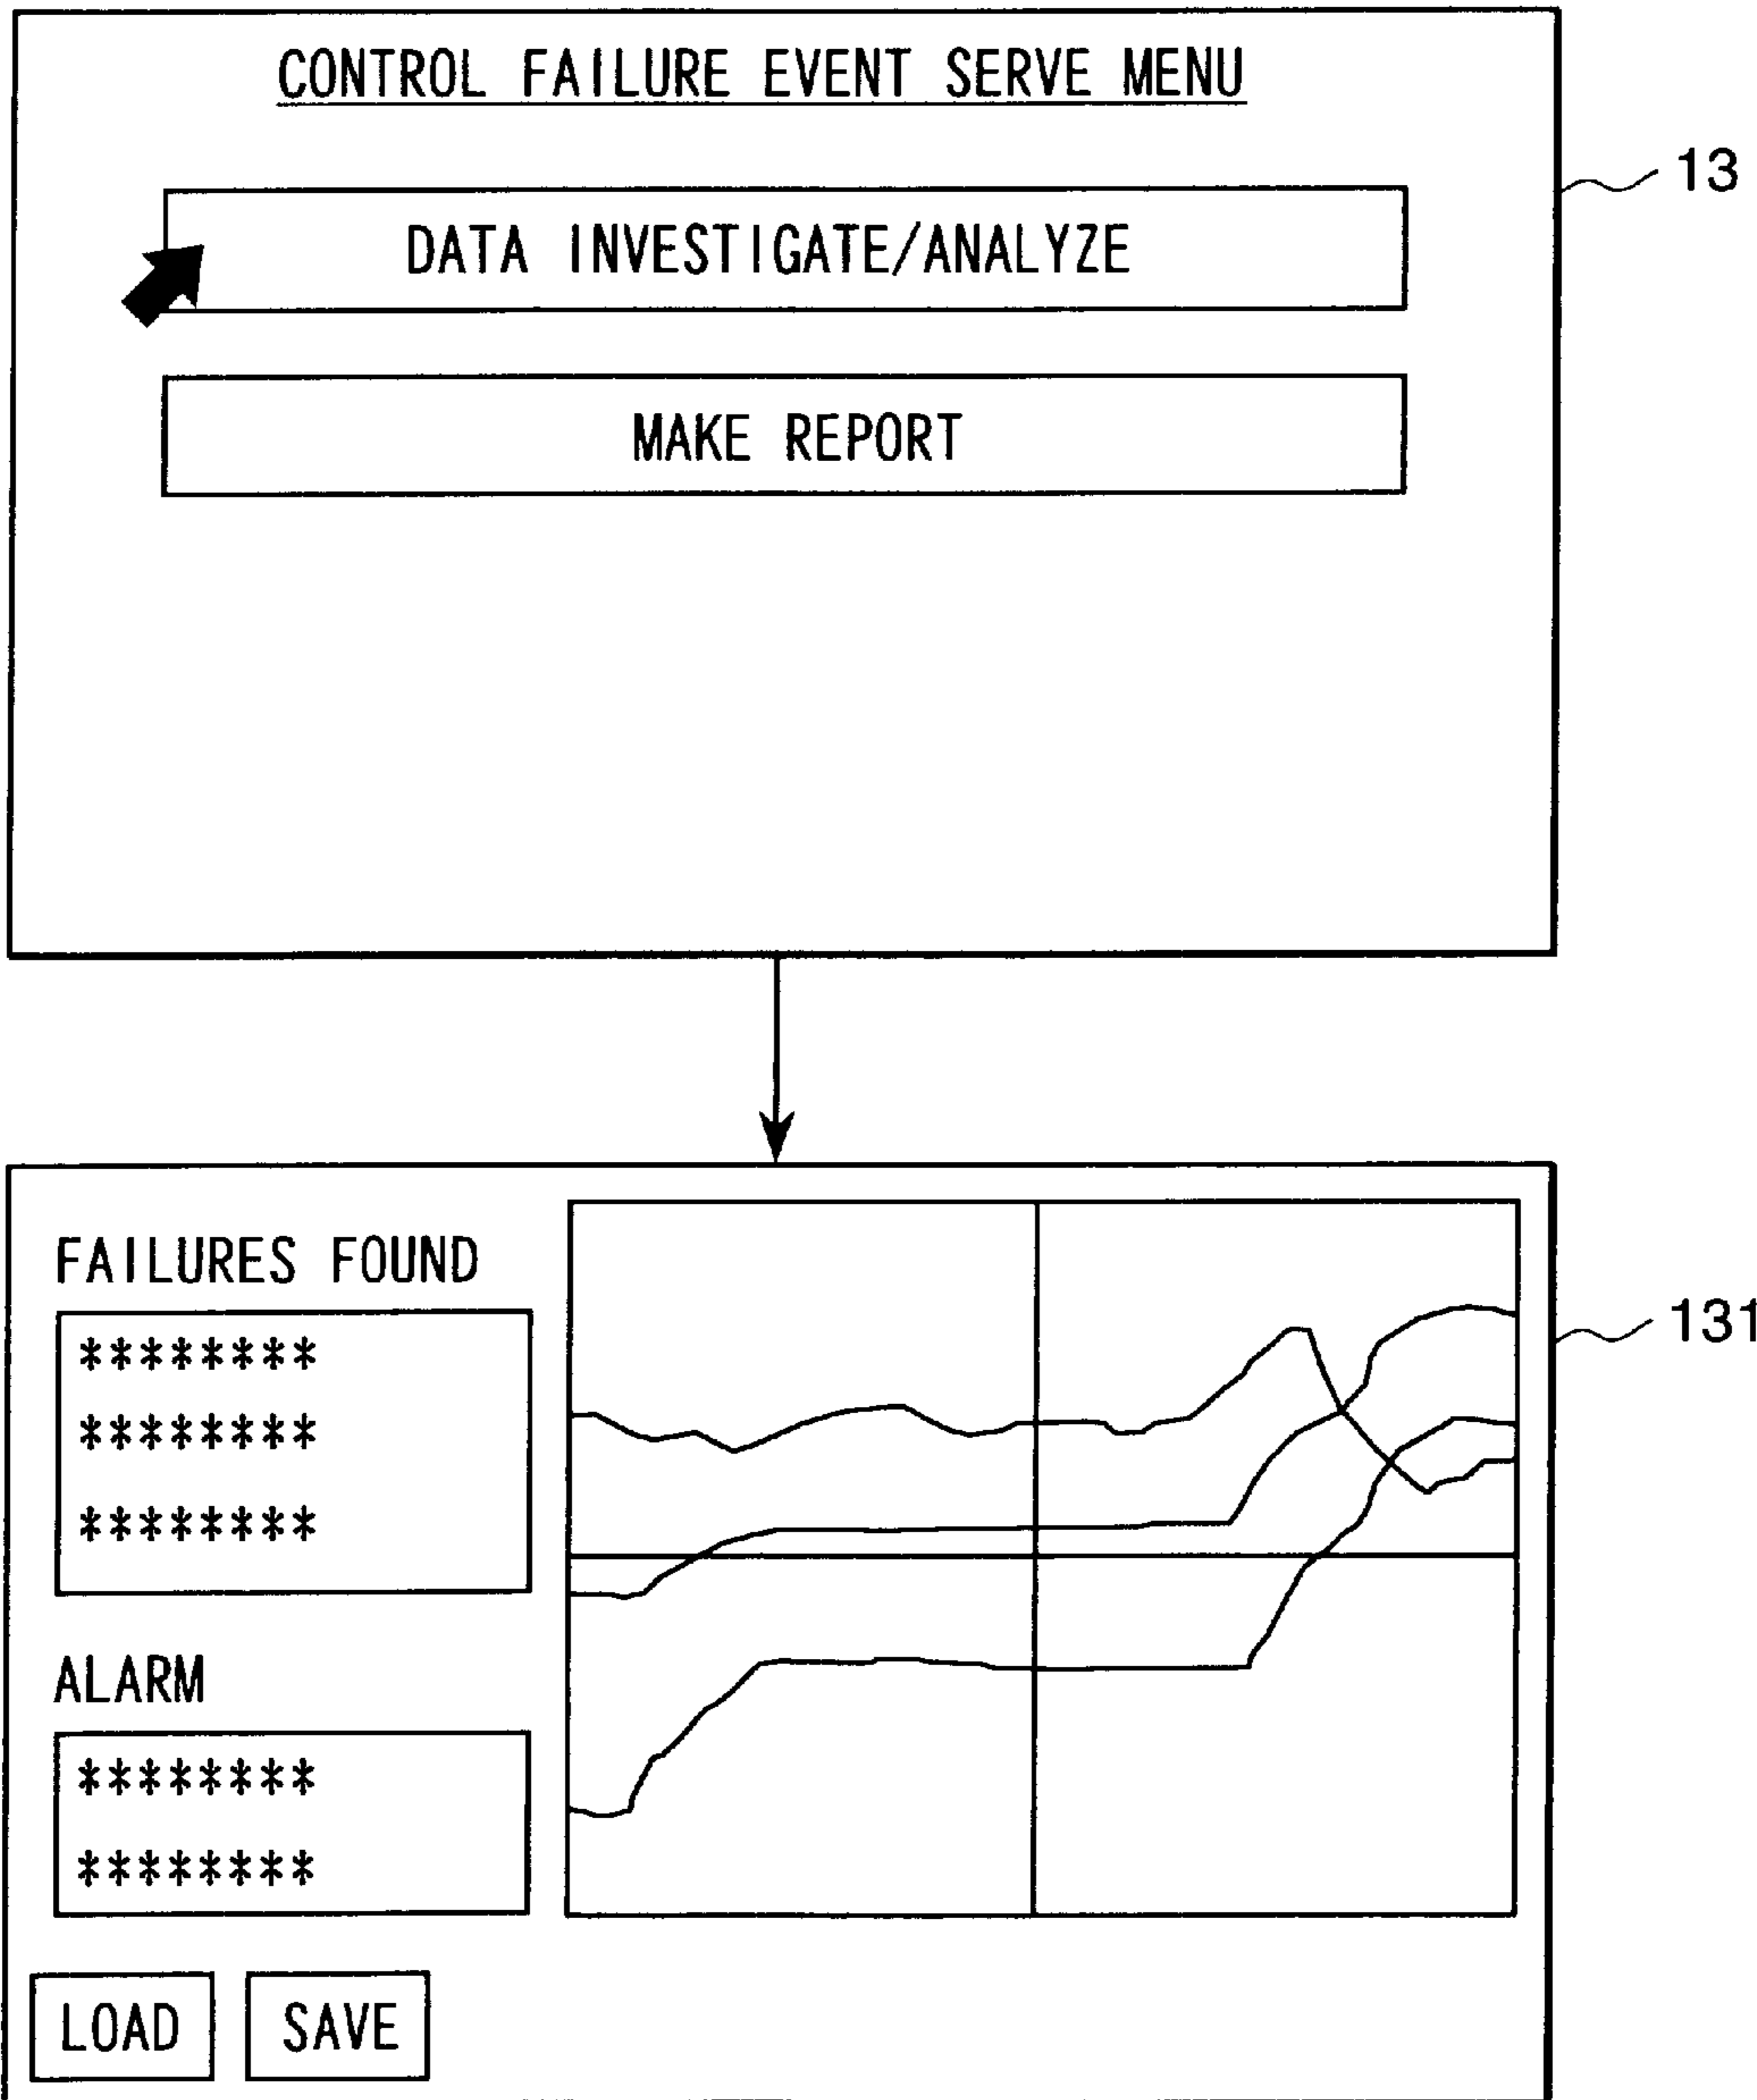 CONTROL FAILURE EVENT SERVE MENU
13
DATA INVESTIGATE/ANALYZE
MAKE REPORT
FAILURES FOUND
131
********
********
********
ALARM
********
********
LOAD
SAVE